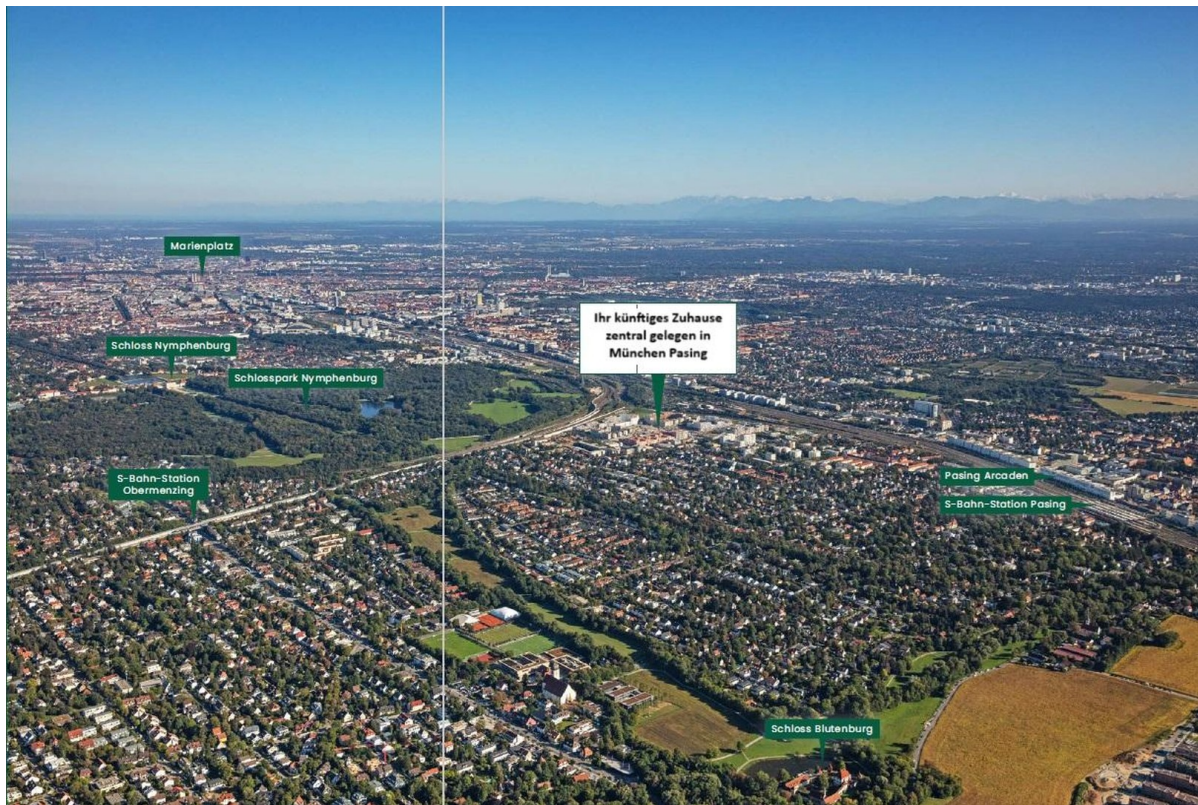 Marienplatz
Ihr künftiges Zuhause
zentral gelegen in
München Pasing
Schloss Nymphenburg
Schlosspark Nymphenburg
S-Bahn-Station
Obermenzing
Pasing Arcaden
S-Bahn-Station Pasing
Schloss Blutenburg